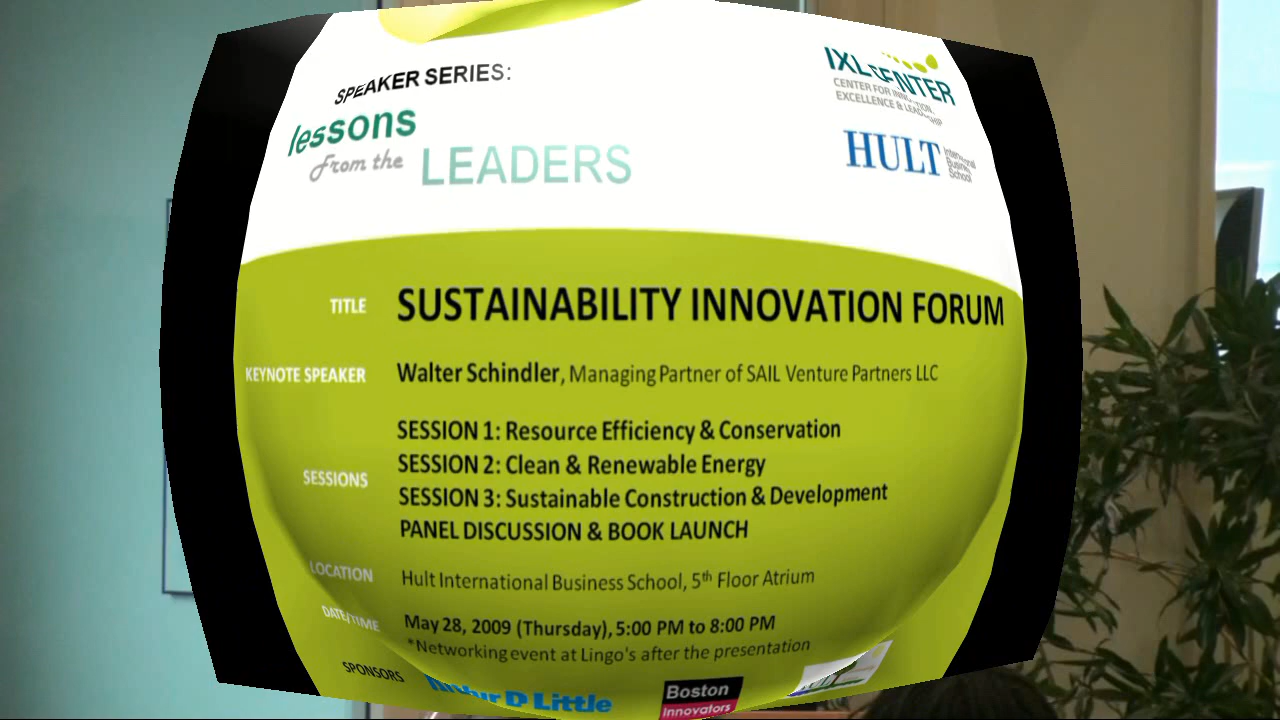 SPEAKER SERIES:
lessons
From the LEADERS
IXL CENTER
CENTER FOR INNOVATION,
EXCELLENCE & LEADERSHIP
HULT International Business School
TITLE SUSTAINABILITY INNOVATION FORUM
KEYNOTE SPEAKER Walter Schindler, Managing Partner of SAIL Venture Partners LLC
SESSIONS
SESSION 1: Resource Efficiency & Conservation
SESSION 2: Clean & Renewable Energy
SESSION 3: Sustainable Construction & Development
PANEL DISCUSSION & BOOK LAUNCH
LOCATION Hult International Business School, 5th Floor Atrium
DATE/TIME May 28, 2009 (Thursday), 5:00 PM to 8:00 PM
*Networking event at Lingo's after the presentation
SPONSORS
Arthur D Little
Boston
Innovators